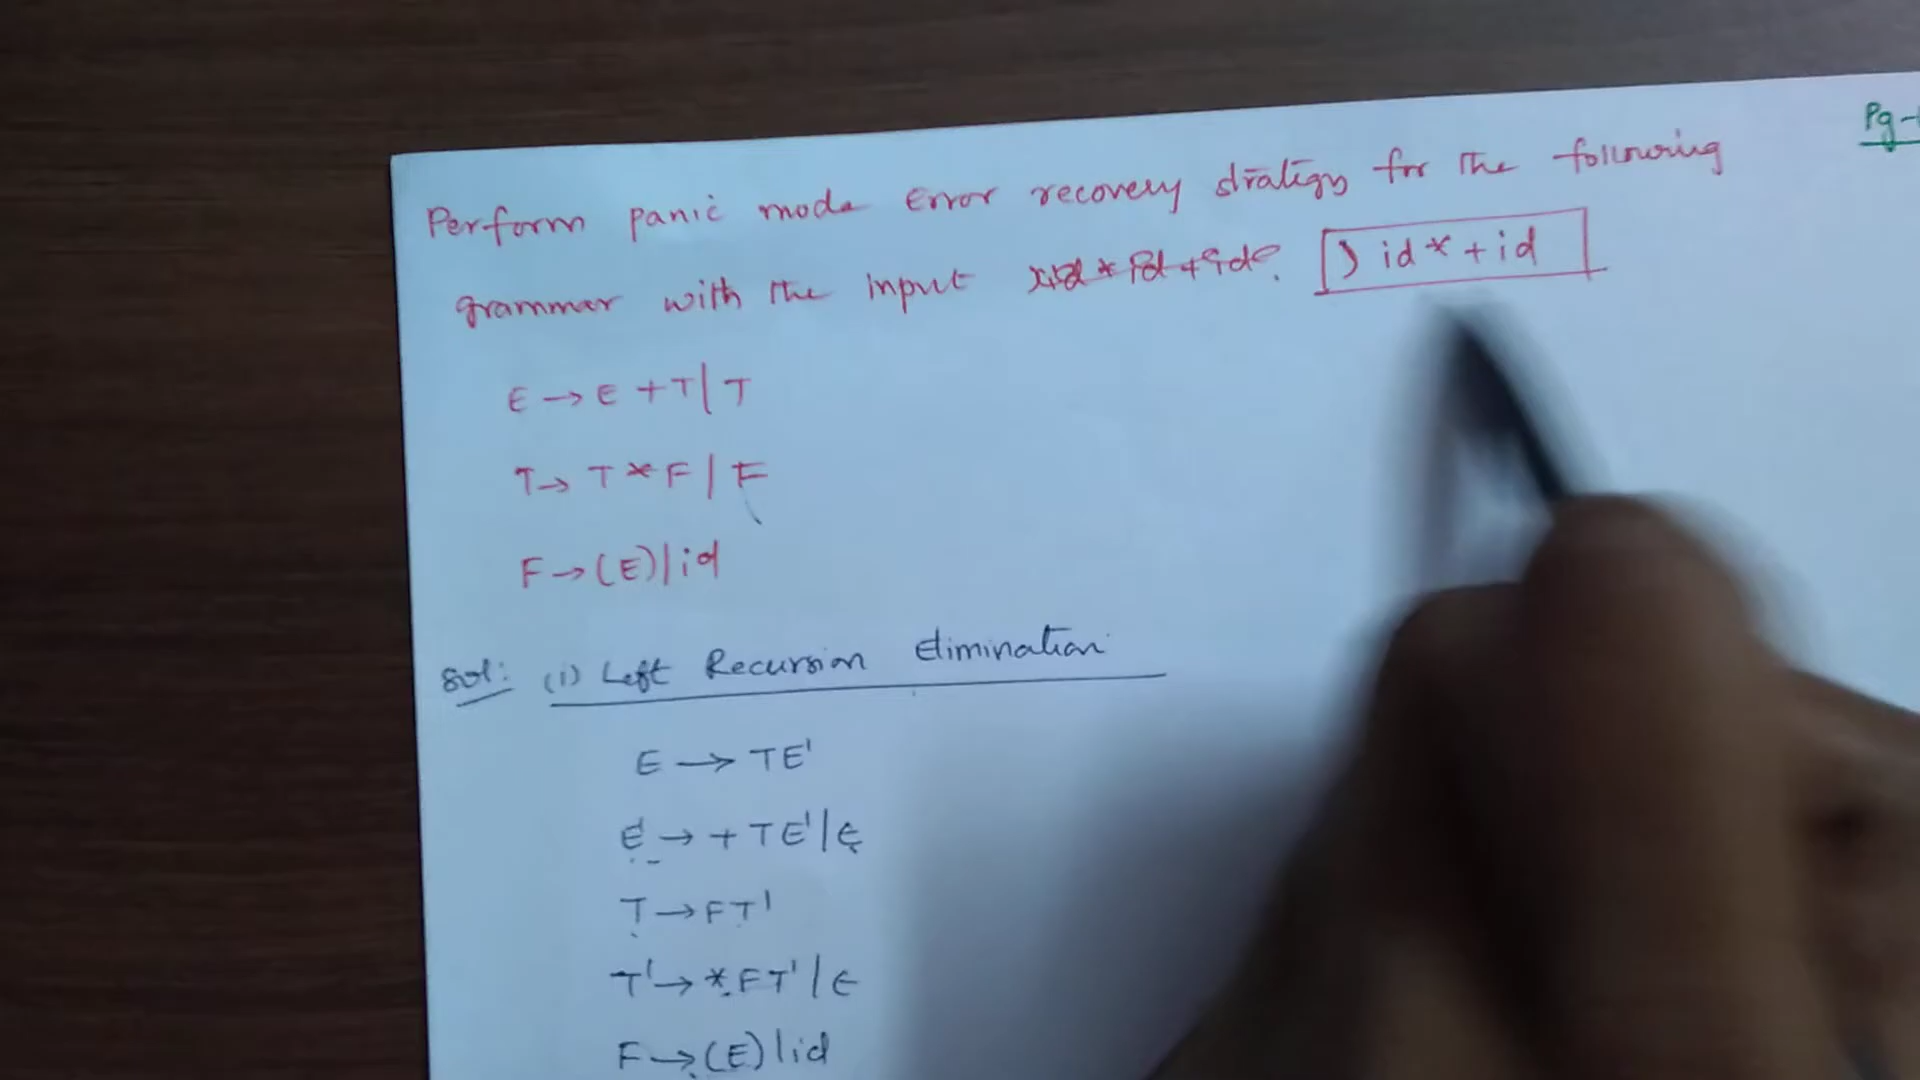 Pg-
Perform panic mode Error recovery strategy for the following
grammar with the input ) id * + id
E → E + T | T
T → T * F | F
F → (E) | id
Sol: (i) Left Recursion Elimination
E → TE'
E' → + TE' | ε
T → FT'
T' → *FT' | ε
F → (E) | id